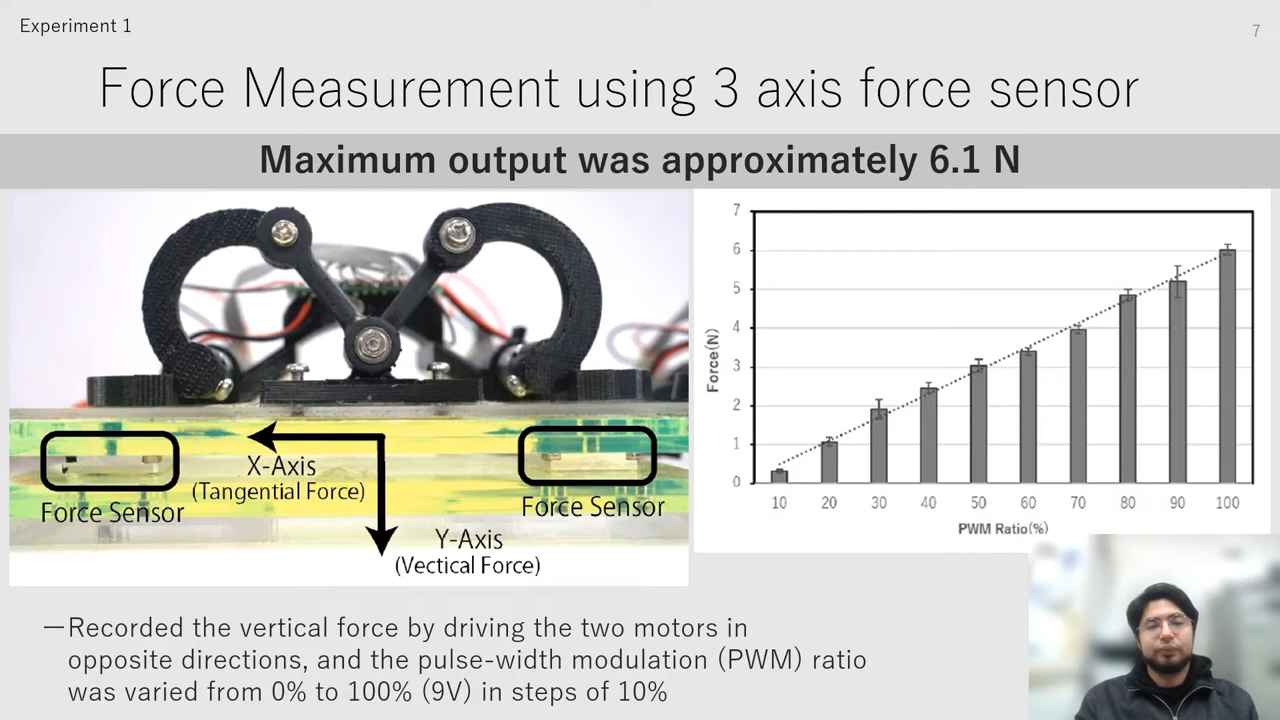 Experiment 1
7
Force Measurement using 3 axis force sensor
Maximum output was approximately 6.1 N
X-Axis
(Tangential Force)
Force Sensor
Force Sensor
Y-Axis
(Vectical Force)
Force(N)
7
6
5
4
3
2
1
0
10 20 30 40 50 60 70 80 90 100
PWM Ratio(%)
—Recorded the vertical force by driving the two motors in
opposite directions, and the pulse-width modulation (PWM) ratio
was varied from 0% to 100% (9V) in steps of 10%